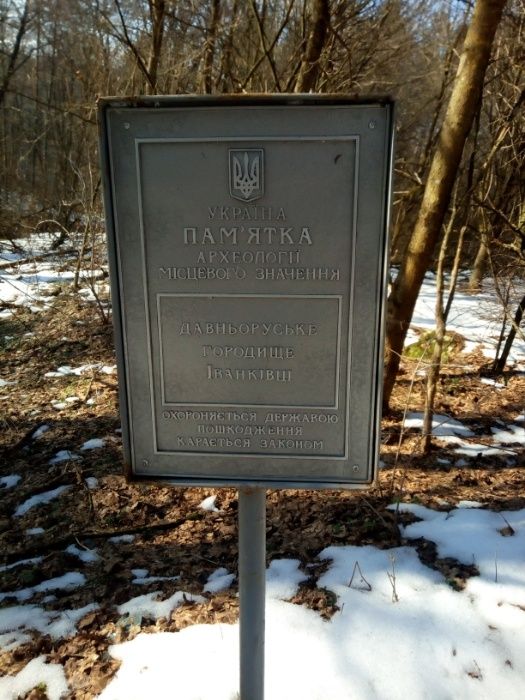 УКРАЇНА
ПАМ'ЯТКА
АРХЕОЛОГІЇ
МІСЦЕВОГО ЗНАЧЕННЯ
ДАВНЬОРУСЬКЕ
ГОРОДИЩЕ
ІВАНКІВЦІ
ОХОРОНЯЄТЬСЯ ДЕРЖАВОЮ
ПОШКОДЖЕННЯ
КАРАЄТЬСЯ ЗАКОНОМ